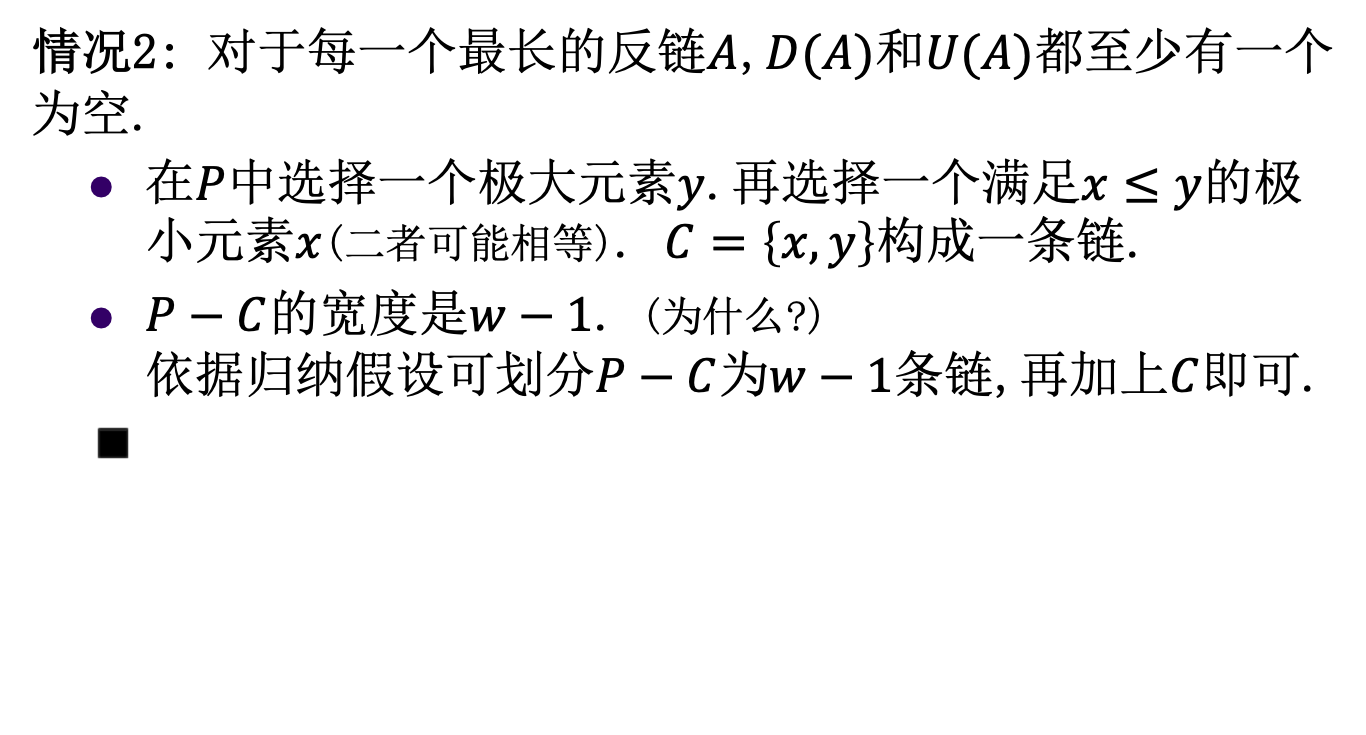 情况2: 对于每一个最长的反链A, D(A)和U(A)都至少有一个
为空.
● 在P中选择一个极大元素y. 再选择一个满足x ≤ y的极
小元素x(二者可能相等). C = {x, y}构成一条链.
● P − C的宽度是w − 1. (为什么?)
依据归纳假设可划分P − C为w − 1条链, 再加上C即可.
■